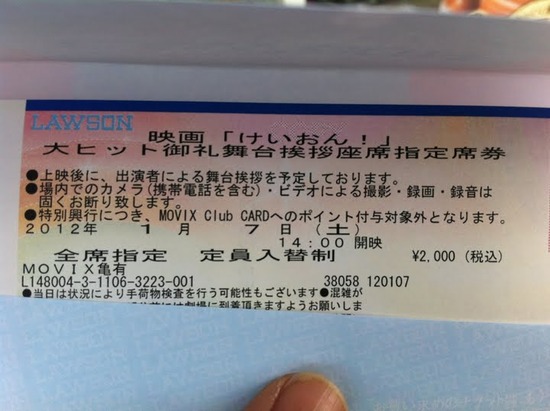 LAWSON
映画「けいおん!」
大ヒット御礼舞台挨拶座席指定席券
●上映後に、出演者による舞台挨拶を予定しております。
●場内でのカメラ(携帯電話を含む)・ビデオによる撮影・録画・録音は
固くお断り致します。
●特別興行につき、MOVIX Club CARDへのポイント付与対象外となります。
2012年 1月 7日 (土)
14:00 開映
全席指定 定員入替制 ¥2,000 (税込)
MOVIX亀有
L148004-3-1106-3223-001 38058 120107
●当日は状況により手荷物検査を行う可能性もございます●混雑が